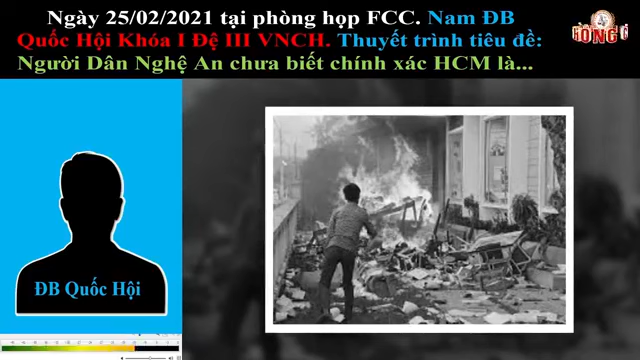 Ngày 25/02/2021 tại phòng họp FCC. Nam ĐB
Quốc Hội Khóa I Đệ III VNCH. Thuyết trình tiêu đề:
Người Dân Nghệ An chưa biết chính xác HCM là...
ĐB Quốc Hội